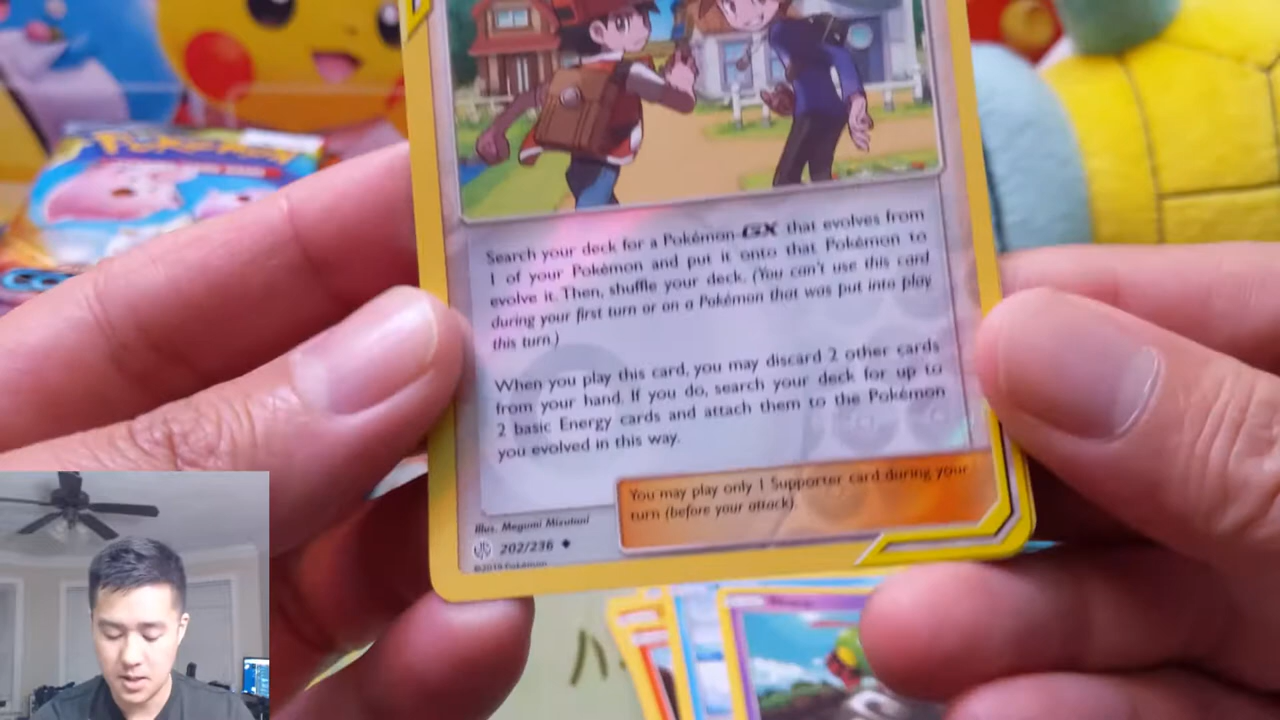 POKÉMON
Search your deck for a Pokémon-GX that evolves from
1 of your Pokémon and put it onto that Pokémon to
evolve it. Then, shuffle your deck. (You can't use this card
during your first turn or on a Pokémon that was put into play
this turn.)
When you play this card, you may discard 2 other cards
from your hand. If you do, search your deck for up to
2 basic Energy cards and attach them to the Pokémon
you evolved in this way.
You may play only 1 Supporter card during your
turn (before your attack).
Illus. Megumi Mizutani
202/236
©2019 Pokémon